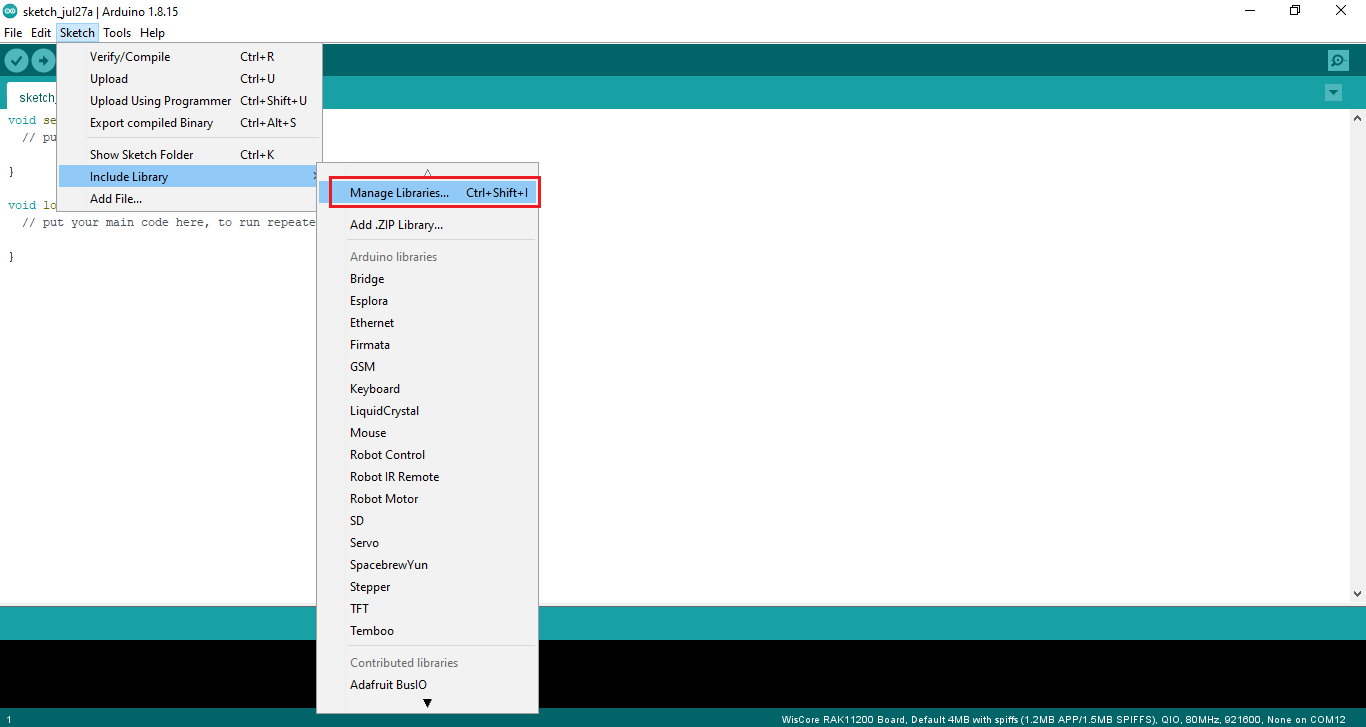 sketch_jul27a | Arduino 1.8.15
File Edit Sketch Tools Help
Verify/Compile Ctrl+R
Upload Ctrl+U
Upload Using Programmer Ctrl+Shift+U
Export compiled Binary Ctrl+Alt+S
Show Sketch Folder Ctrl+K
Include Library
Add File...
sketch_
void se
// pu
}
void lo
// put your main code here, to run repeate
}
Manage Libraries... Ctrl+Shift+I
Add .ZIP Library...
Arduino libraries
Bridge
Esplora
Ethernet
Firmata
GSM
Keyboard
LiquidCrystal
Mouse
Robot Control
Robot IR Remote
Robot Motor
SD
Servo
SpacebrewYun
Stepper
TFT
Temboo
Contributed libraries
Adafruit BusIO
1
WisCore RAK11200 Board, Default 4MB with spiffs (1.2MB APP/1.5MB SPIFFS), QIO, 80MHz, 921600, None on COM12